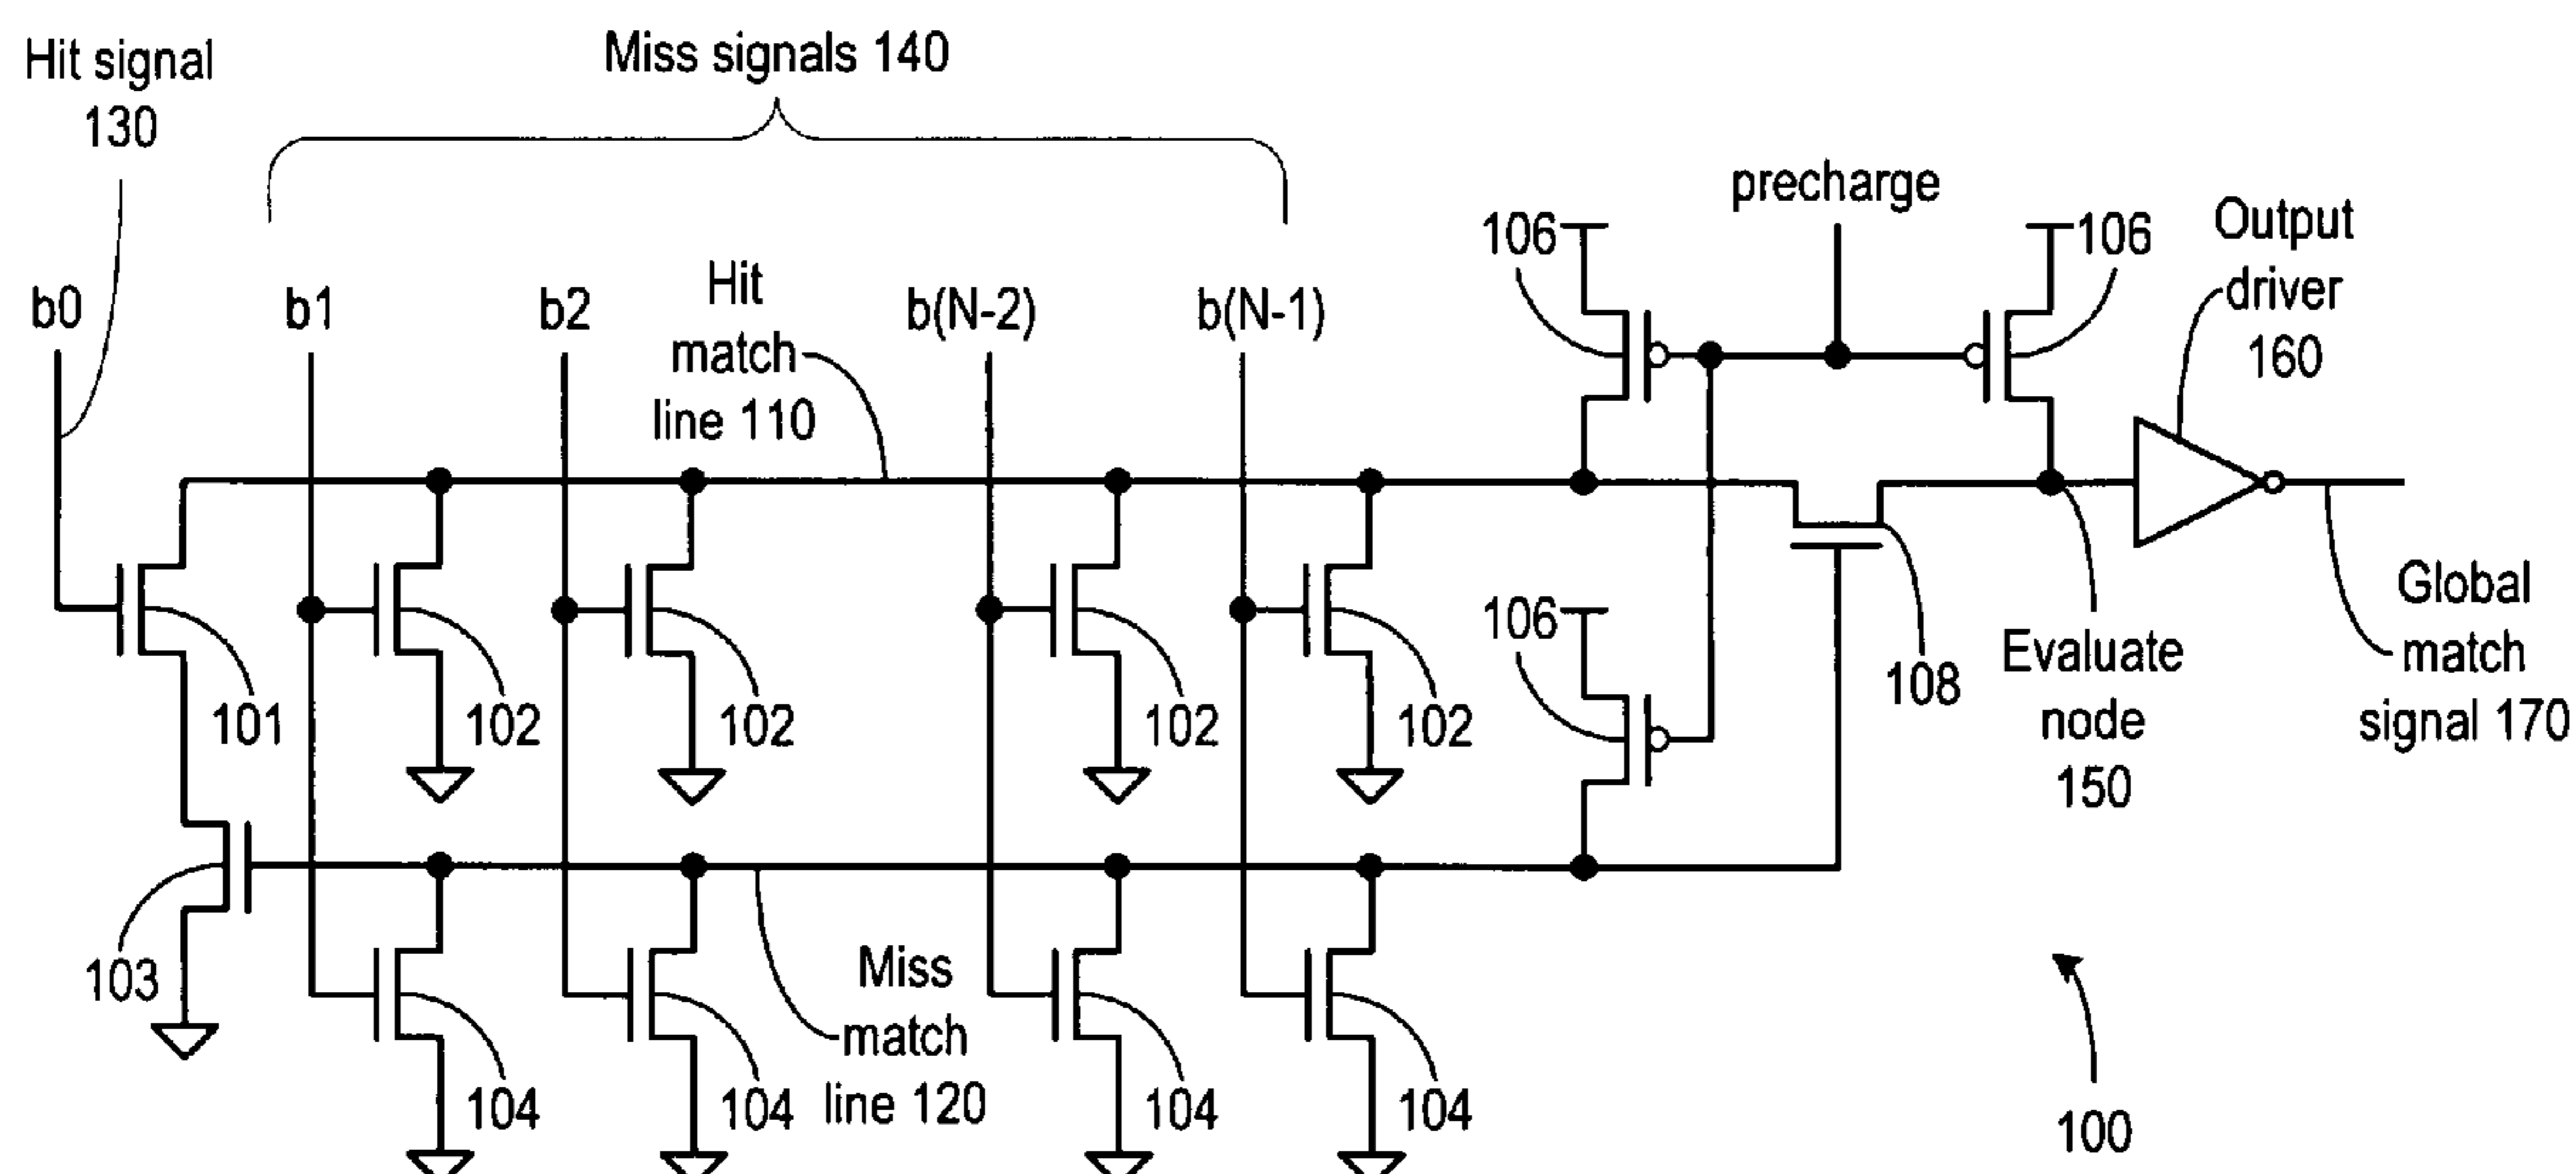 Hit signal
130
Miss signals 140
precharge
106
106
Output
driver
160
b0
b1
b2
Hit
match
line 110
b(N-2)
b(N-1)
101
102
102
102
102
106
108
Evaluate
node
150
Global
match
signal 170
103
104
104
Miss
match
line 120
104
104
100